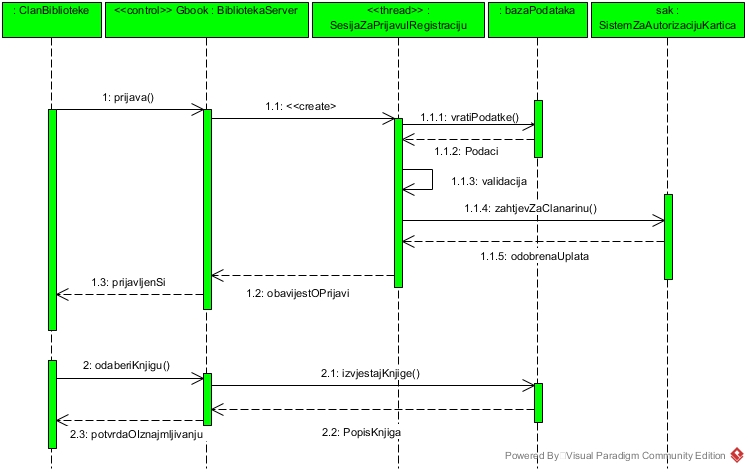 : ClanBiblioteke
<<control>> Gbook : BibliotekaServer
<<thread>> :
SesijaZaPrijavuIRegistraciju
: bazaPodataka
sak :
SistemZaAutorizacijuKartica
1: prijava()
1.1: <<create>
1.1.1: vratiPodatke()
1.1.2: Podaci
1.1.3: validacija
1.1.4: zahtjevZaClanarinu()
1.1.5: odobrenaUplata
1.2: obavijestOPrijavi
1.3: prijavljenSi
2: odaberiKnjigu()
2.1: izvjestajKnjige()
2.2: PopisKnjiga
2.3: potvrdaOIznajmljivanju
Powered By Visual Paradigm Community Edition